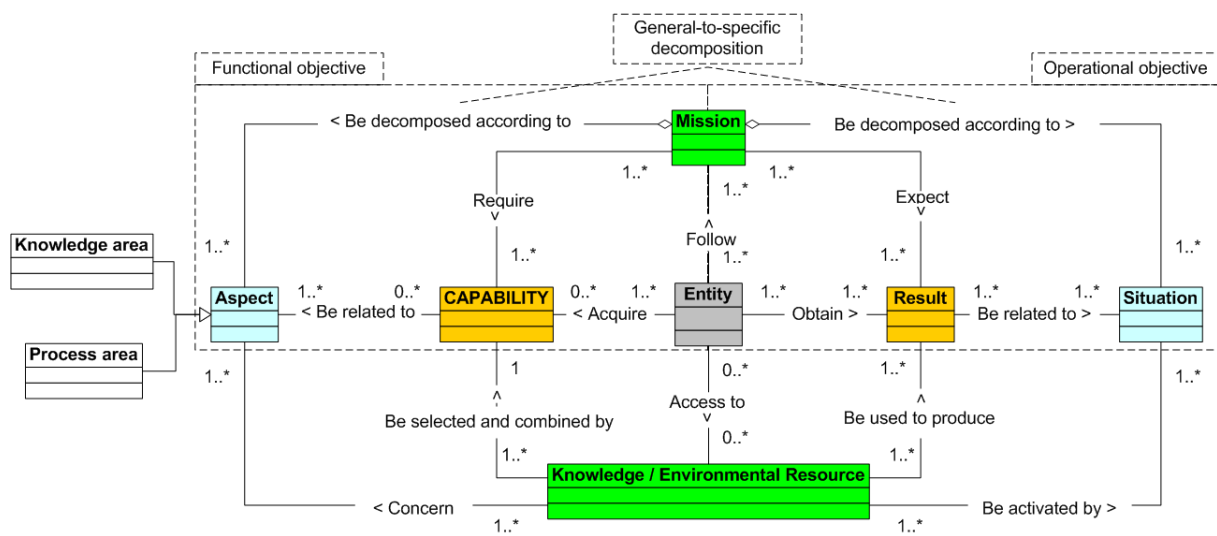 General-to-specific
decomposition
Functional objective
Operational objective
< Be decomposed according to
Mission
Be decomposed according to >
1..*
1..*
1..*
Require
Expect
<
<
<
Follow
1..*
1..*
1..*
1..*
1..*
Knowledge area
Aspect
1..*
0..*
CAPABILITY
0..*
1..*
Entity
1..*
1..*
Result
1..*
1..*
Situation
< Be related to
< Acquire
Obtain >
Be related to >
Process area
1..*
1
0..*
1..*
1..*
<
Access to
<
<
Be selected and combined by
Be used to produce
0..*
1..*
1..*
Knowledge / Environmental Resource
< Concern
1..*
1..*
Be activated by >